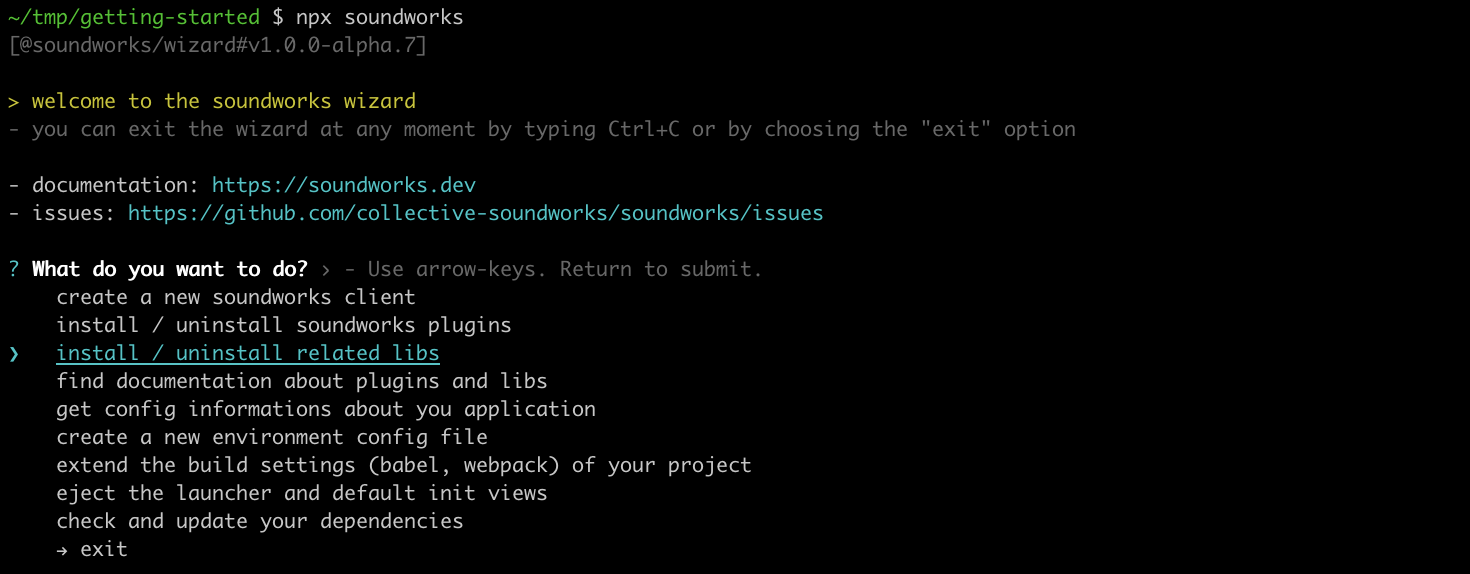 ~/tmp/getting-started $ npx soundworks
[@soundworks/wizard#v1.0.0-alpha.7]
> welcome to the soundworks wizard
- you can exit the wizard at any moment by typing Ctrl+C or by choosing the "exit" option
- documentation: https://soundworks.dev
- issues: https://github.com/collective-soundworks/soundworks/issues
? What do you want to do? › - Use arrow-keys. Return to submit.
create a new soundworks client
install / uninstall soundworks plugins
❯ install / uninstall related libs
find documentation about plugins and libs
get config informations about you application
create a new environment config file
extend the build settings (babel, webpack) of your project
eject the launcher and default init views
check and update your dependencies
→ exit